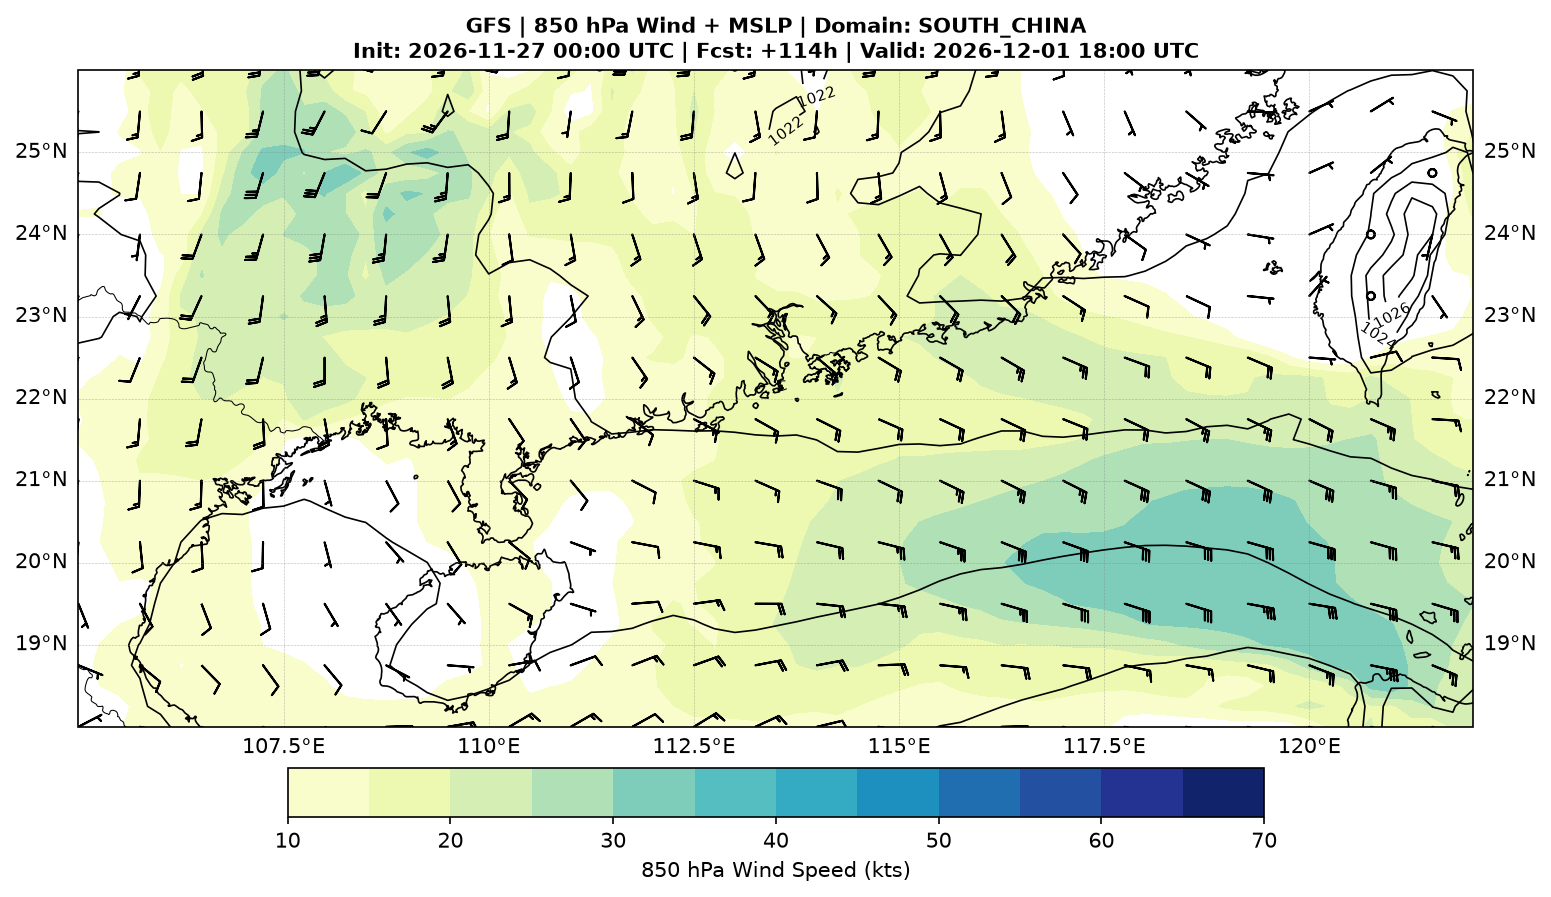 GFS | 850 hPa Wind + MSLP | Domain: SOUTH_CHINA
Init: 2026-11-27 00:00 UTC | Fcst: +114h | Valid: 2026-12-01 18:00 UTC
1022
1022
25°N
25°N
24°N
24°N
23°N
23°N
1026
1024
22°N
22°N
21°N
21°N
20°N
20°N
19°N
19°N
107.5°E
110°E
112.5°E
115°E
117.5°E
120°E
10
20
30
40
50
60
70
850 hPa Wind Speed (kts)